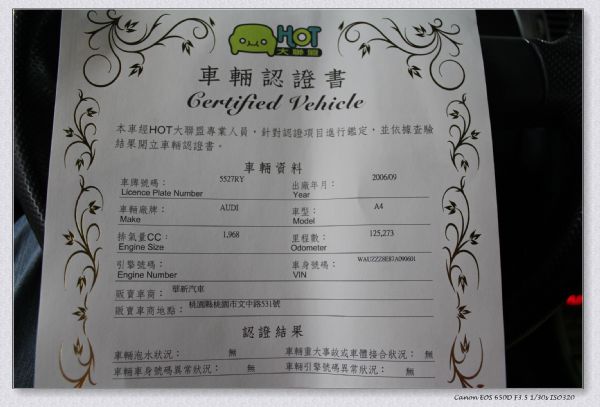 HOT
大聯盟
車輛認證書
Certified Vehicle
本車經HOT大聯盟專業人員，針對認證項目進行鑑定，並依據查驗
結果開立車輛認證書。
車輛資料
車牌號碼： 5527RY 出廠年月： 2006/09
Licence Plate Number Year
車輛廠牌： AUDI 車型： A4
Make Model
排氣量CC： 1,968 里程數： 125,273
Engine Size Odometer
引擎號碼： 車身號碼：
Engine Number VIN
販賣車商： 華新汽車
販賣車商地點： 桃園縣桃園市文中路531號
認證結果
車輛泡水狀況： 無 車輛重大事故或車體接合狀況： 無
車輛車身號碼異常狀況： 無 車輛引擎號碼異常狀況： 無
Canon EOS 650D F3.5 1/30s ISO320